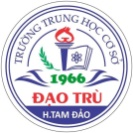 TRƯỜNG TRUNG HỌC CƠ SỞ
1966
ĐẠO TRÙ
H.TAM ĐẢO